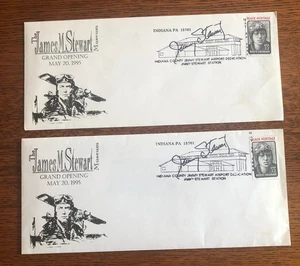 The
James M. Stewart
Museum
GRAND OPENING
MAY 20, 1995
INDIANA PA 15701
BLACK HERITAGE
INDIANA COUNTY JIMMY STEWART AIRPORT DEDICATION
JIMMY STEWART STATION
The
James M. Stewart
Museum
GRAND OPENING
MAY 20, 1995
INDIANA PA 15701
BLACK HERITAGE
INDIANA COUNTY JIMMY STEWART AIRPORT DEDICATION
JIMMY STEWART STATION